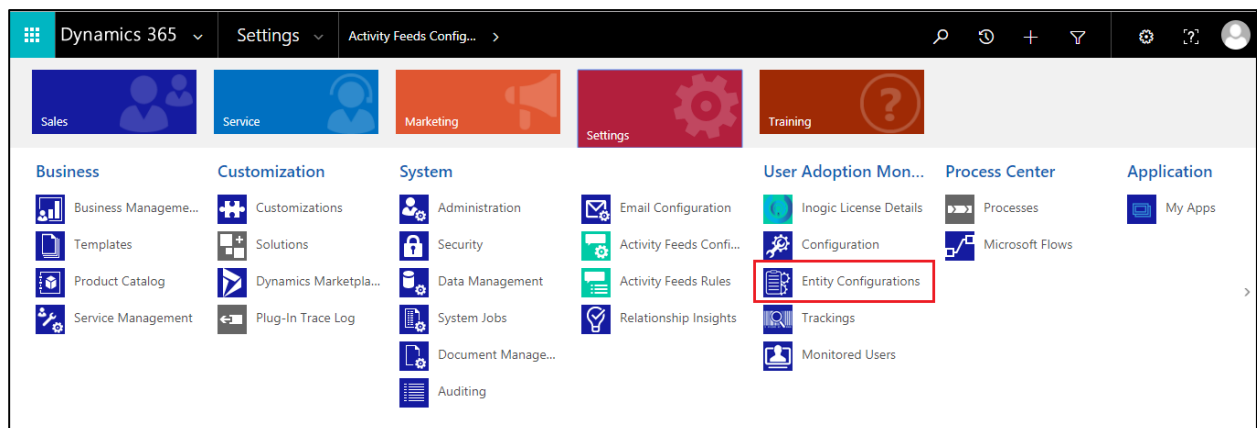 Dynamics 365 Settings Activity Feeds Config...
Sales Service Marketing Settings Training
Business
Business Manageme...
Templates
Product Catalog
Service Management
Customization
Customizations
Solutions
Dynamics Marketpla...
Plug-In Trace Log
System
Administration
Security
Data Management
System Jobs
Document Manage...
Auditing
Email Configuration
Activity Feeds Confi...
Activity Feeds Rules
Relationship Insights
User Adoption Mon...
Inogic License Details
Configuration
Entity Configurations
Trackings
Monitored Users
Process Center
Processes
Microsoft Flows
Application
My Apps